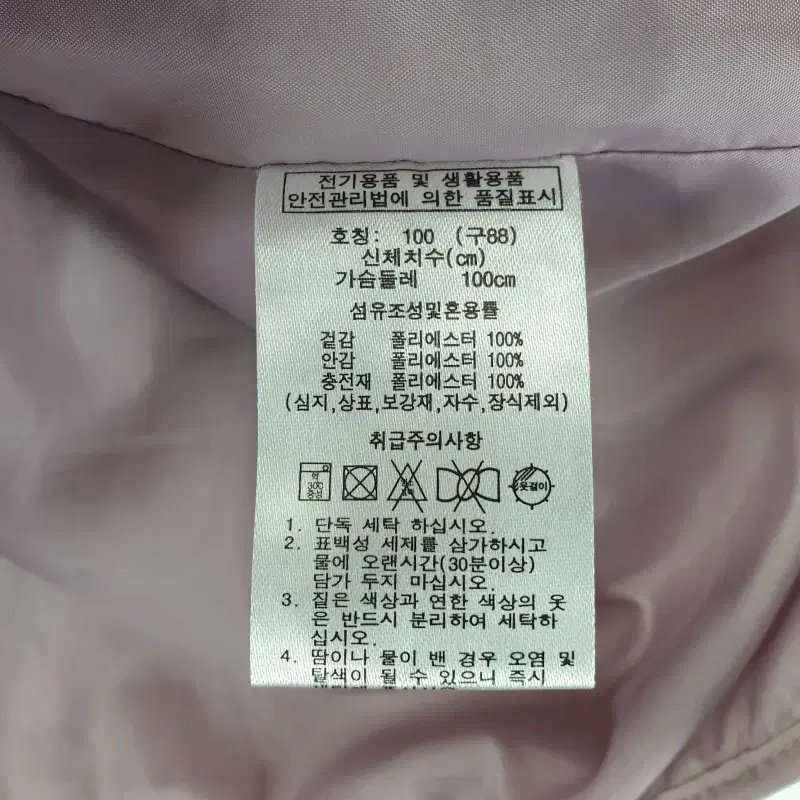 전기용품 및 생활용품
안전관리법에 의한 품질표시
호칭: 100 (구88)
신체치수(cm)
가슴둘레 100cm
섬유조성및혼용률
겉감 폴리에스터 100%
안감 폴리에스터 100%
충전재 폴리에스터 100%
(심지,상표,보강재,자수,장식제외)
취급주의사항
약
30℃
중성
옷걸이
1. 단독 세탁 하십시오.
2. 표백성 세제를 삼가하시고
물에 오랜시간(30분이상)
담가 두지 마십시오.
3. 짙은 색상과 연한 색상의 옷
은 반드시 분리하여 세탁하
십시오.
4. 땀이나 물이 밴 경우 오염 및
탈색이 될 수 있으니 즉시